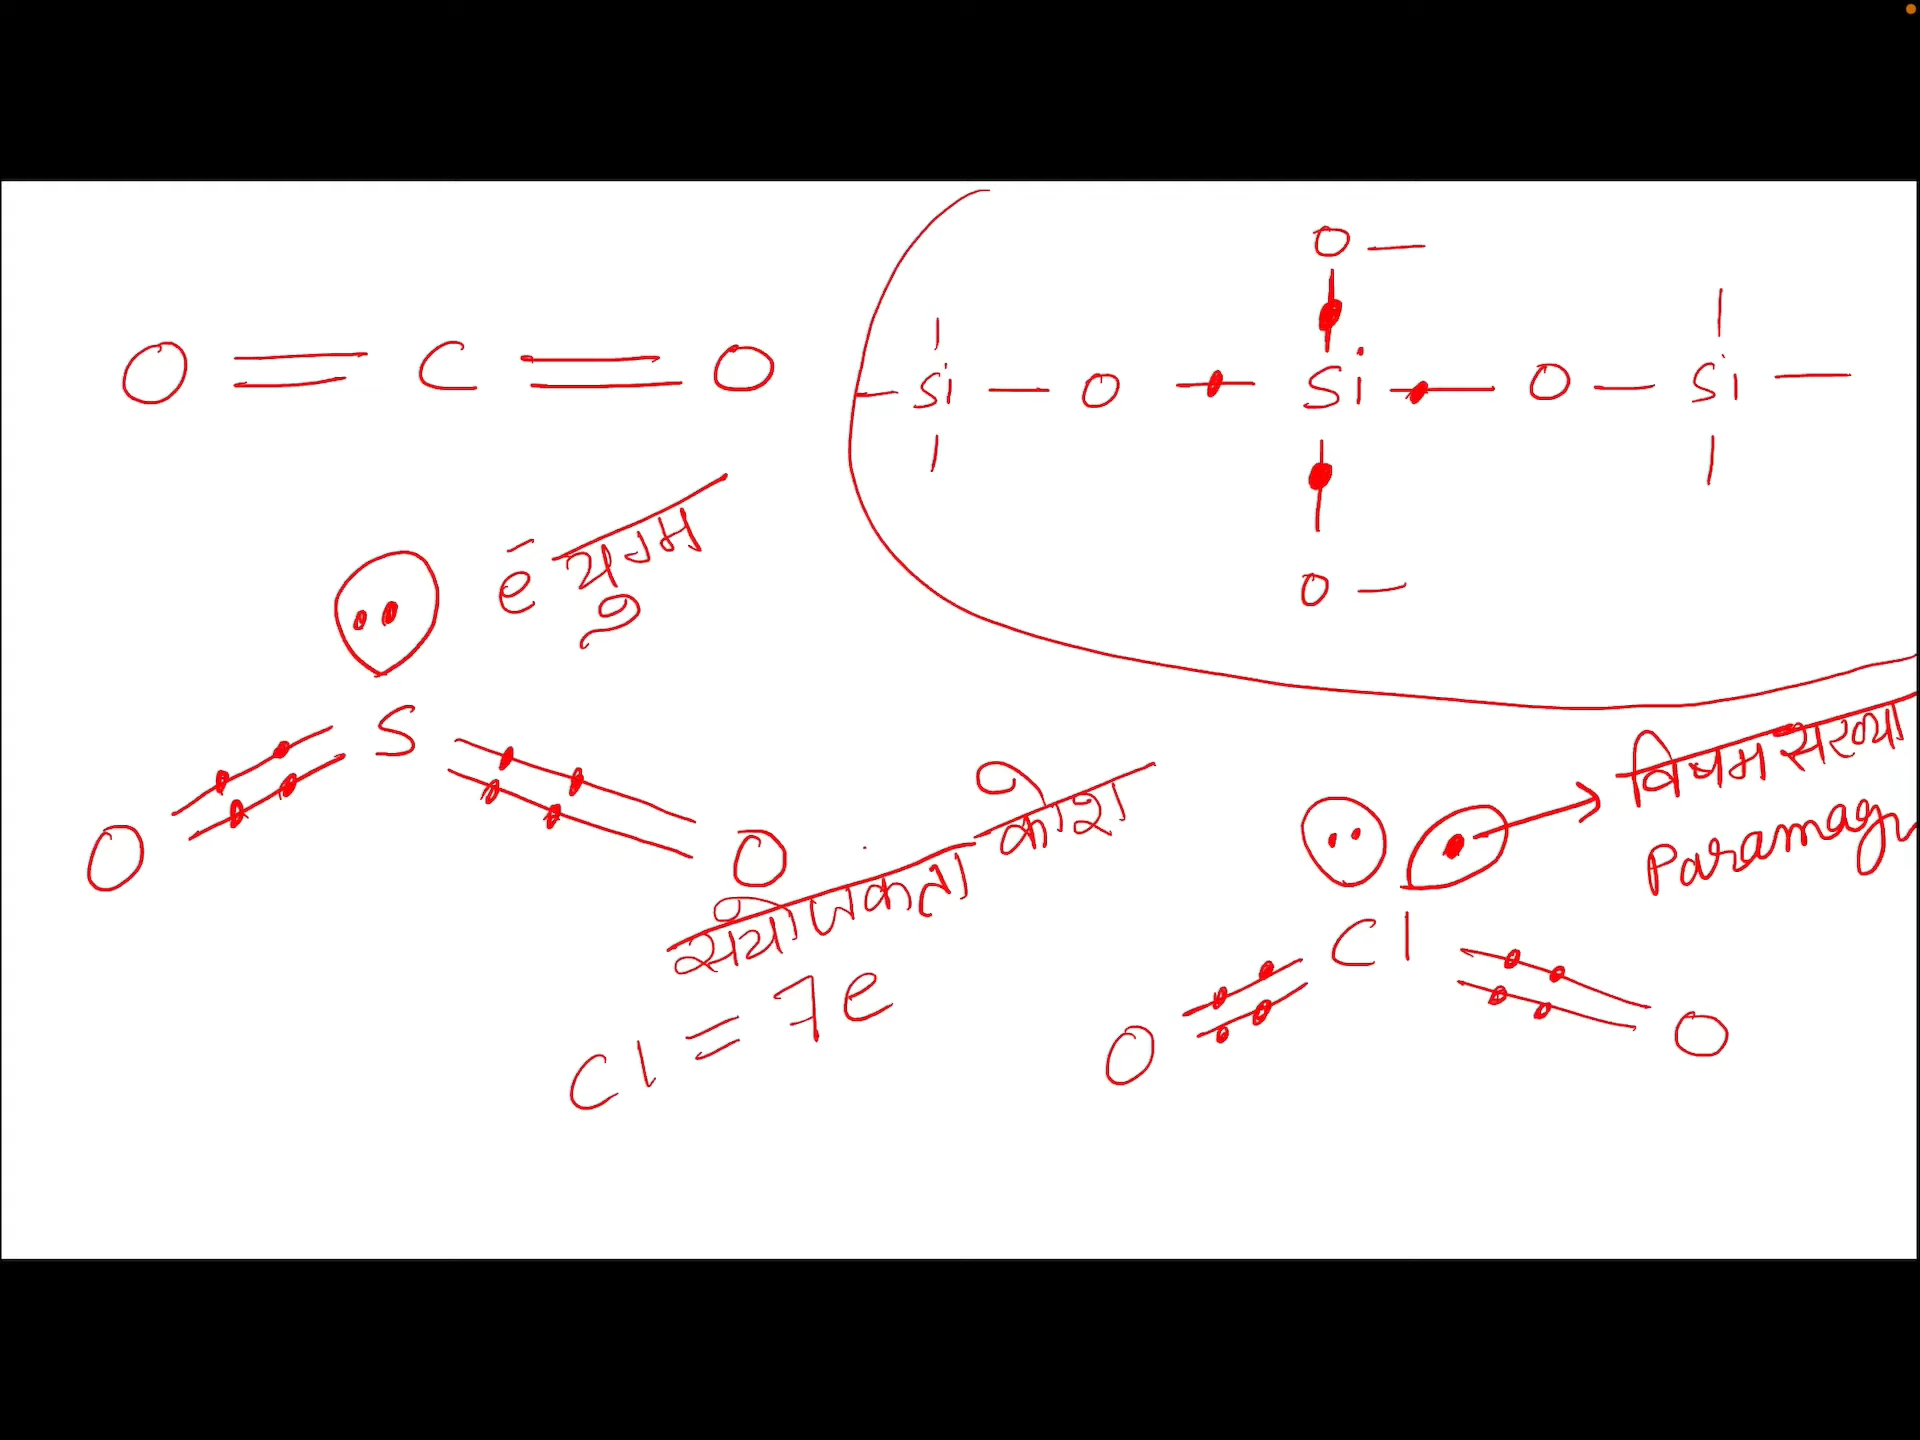 O = C = O
O —
— Si — O — Si — O — Si —
O —
e⁻ युग्म
S
O O
संयोजकता कोश
Cl = 7e
विषम संख्या
Paramagn
Cl
O O